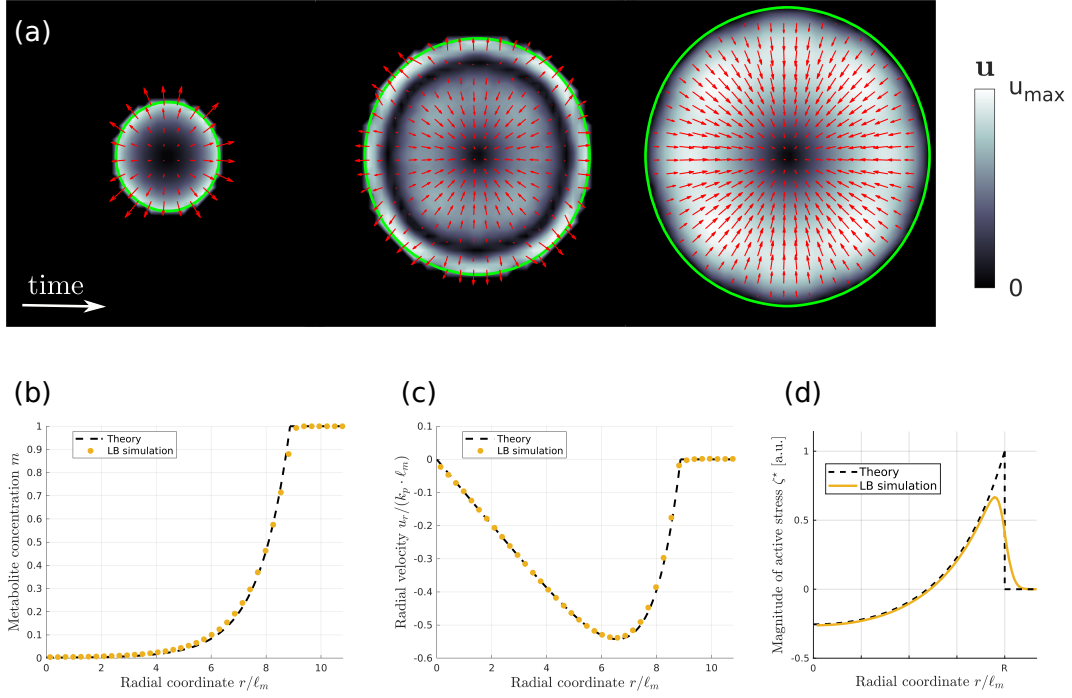 (a)
time
u
u_max
0
(b)
Metabolite concentration m
1
0.9
0.8
0.7
0.6
0.5
0.4
0.3
0.2
0.1
0
Theory
LB simulation
0 2 4 6 8 10
Radial coordinate r/ℓ_m
(c)
Radial velocity u_r/(k_p · ℓ_m)
0.1
0
-0.1
-0.2
-0.3
-0.4
-0.5
-0.6
Theory
LB simulation
0 2 4 6 8 10
Radial coordinate r/ℓ_m
(d)
Magnitude of active stress ζ* [a.u.]
1
0.5
0
-0.5
Theory
LB simulation
0 R
Radial coordinate r/ℓ_m